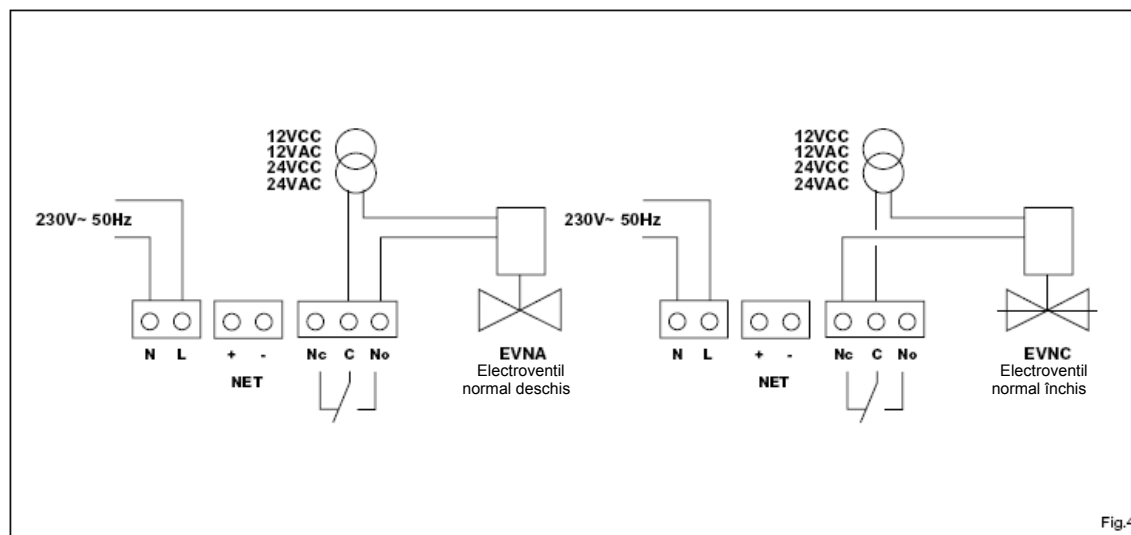 12VCC
12VAC
24VCC
24VAC
230V~ 50Hz
N L + - Nc C No
NET
EVNA
Electroventil
normal deschis
12VCC
12VAC
24VCC
24VAC
230V~ 50Hz
N L + - Nc C No
NET
EVNC
Electroventil
normal închis
Fig.4